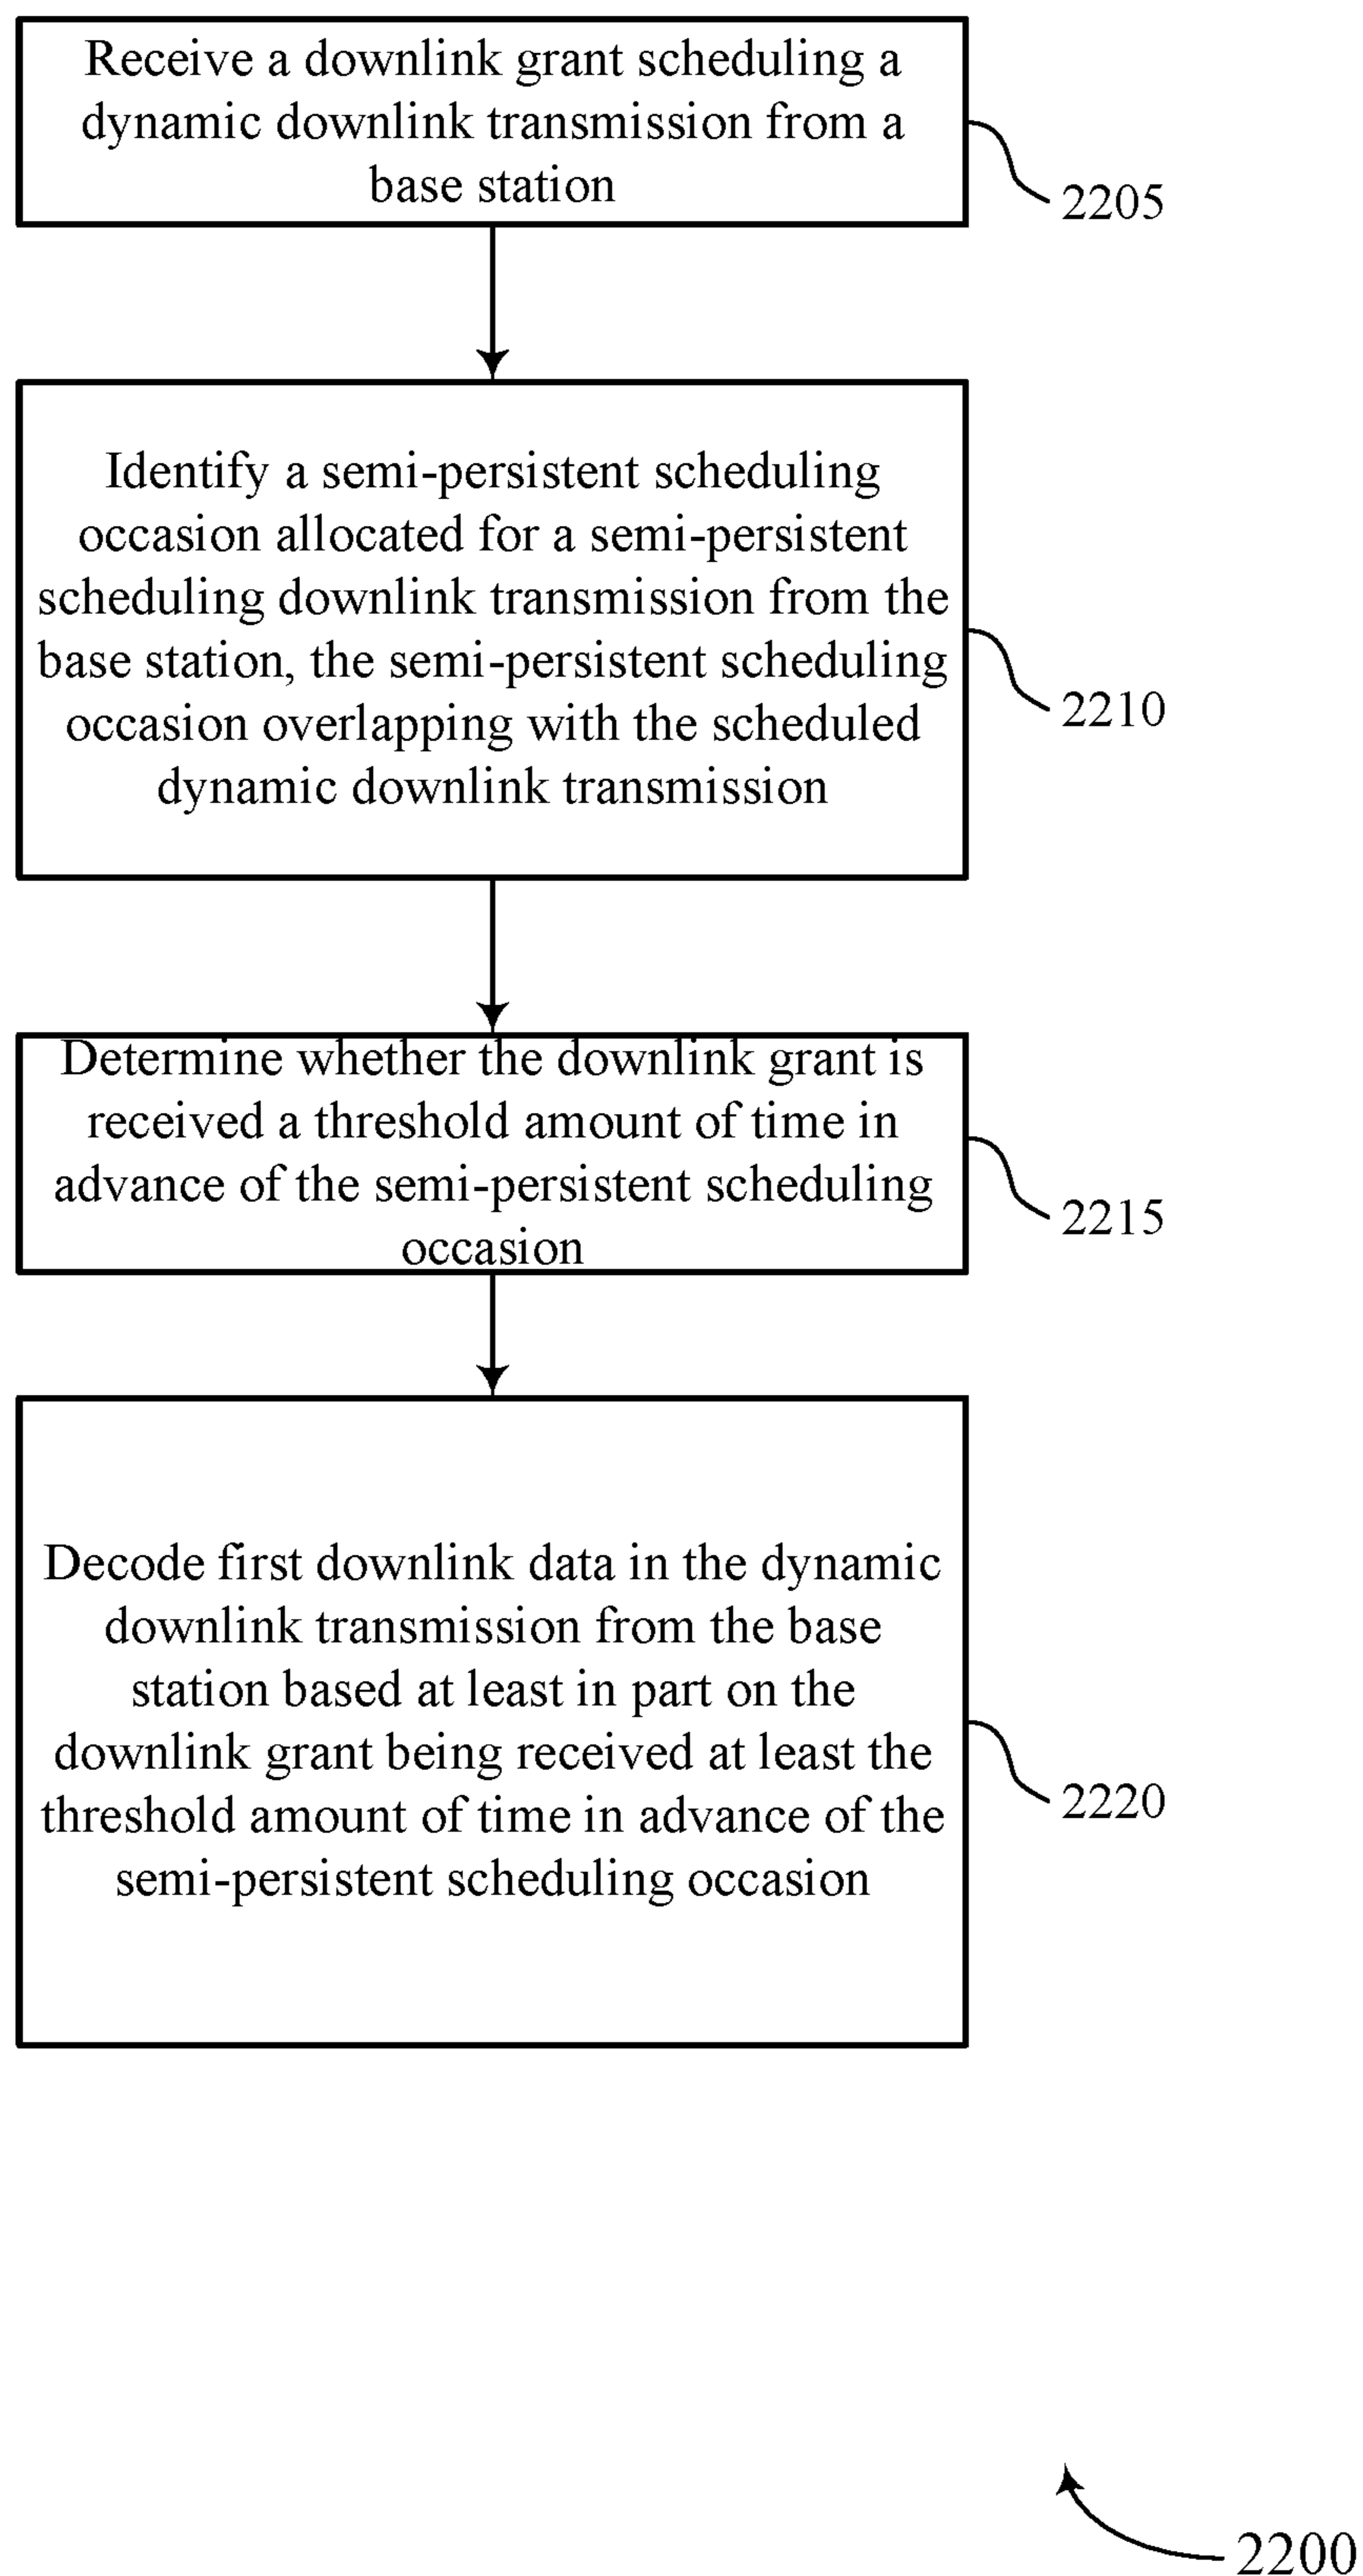 Receive a downlink grant scheduling a
dynamic downlink transmission from a
base station
2205
Identify a semi-persistent scheduling
occasion allocated for a semi-persistent
scheduling downlink transmission from the
base station, the semi-persistent scheduling
occasion overlapping with the scheduled
dynamic downlink transmission
2210
Determine whether the downlink grant is
received a threshold amount of time in
advance of the semi-persistent scheduling
occasion
2215
Decode first downlink data in the dynamic
downlink transmission from the base
station based at least in part on the
downlink grant being received at least the
threshold amount of time in advance of the
semi-persistent scheduling occasion
2220
2200